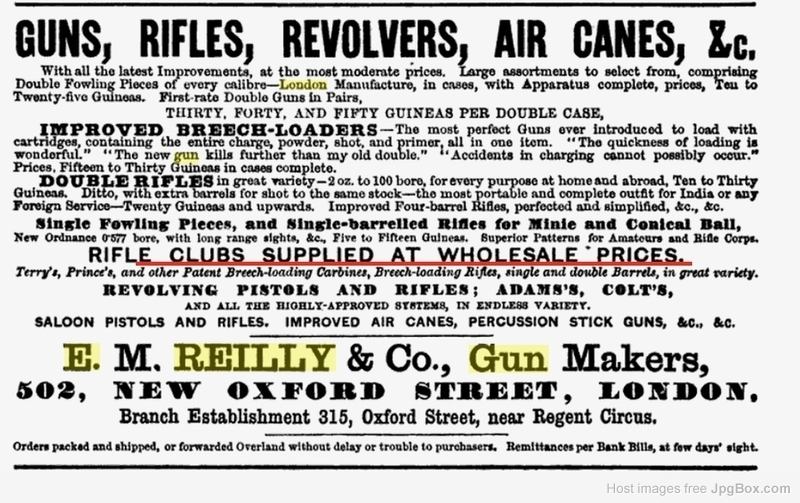 GUNS, RIFLES, REVOLVERS, AIR CANES, &c.
With all the latest Improvements, at the most moderate prices. Large assortments to select from, comprising
Double Fowling Pieces of every calibre—London Manufacture, in cases, with Apparatus complete, prices, Ten to
Twenty-five Guineas. First-rate Double Guns in Pairs,
THIRTY, FORTY, AND FIFTY GUINEAS PER DOUBLE CASE,
IMPROVED BREECH-LOADERS—The most perfect Guns ever introduced to load with
cartridges, containing the entire charge, powder, shot, and primer, all in one item. "The quickness of loading is
wonderful." "The new gun kills further than my old double." "Accidents in charging cannot possibly occur."
Prices, Fifteen to Thirty Guineas in cases complete.
DOUBLE RIFLES in great variety—2 oz. to 100 bore, for every purpose at home and abroad, Ten to Thirty
Guineas. Ditto, with extra barrels for shot to the same stock—the most portable and complete outfit for India or any
Foreign Service—Twenty Guineas and upwards. Improved Four-barrel Rifles, perfected and simplified, &c., &c.
Single Fowling Pieces, and Single-barrelled Rifles for Minie and Conical Ball,
New Ordnance 0'577 bore, with long range sights, &c., Five to Fifteen Guineas. Superior Patterns for Amateurs and Rifle Corps.
RIFLE CLUBS SUPPLIED AT WHOLESALE PRICES.
Terry's, Prince's, and other Patent Breech-loading Carbines, Breech-loading Rifles, single and double Barrels, in great variety.
REVOLVING PISTOLS AND RIFLES; ADAMS'S, COLT'S,
AND ALL THE HIGHLY-APPROVED SYSTEMS, IN ENDLESS VARIETY.
SALOON PISTOLS AND RIFLES. IMPROVED AIR CANES, PERCUSSION STICK GUNS, &c., &c.
E. M. REILLY & Co., Gun Makers,
502, NEW OXFORD STREET, LONDON.
Branch Establishment 315, Oxford Street, near Regent Circus.
Orders packed and shipped, or forwarded Overland without delay or trouble to purchasers. Remittances per Bank Bills, at few days' sight.
Host images free JpgBox.com